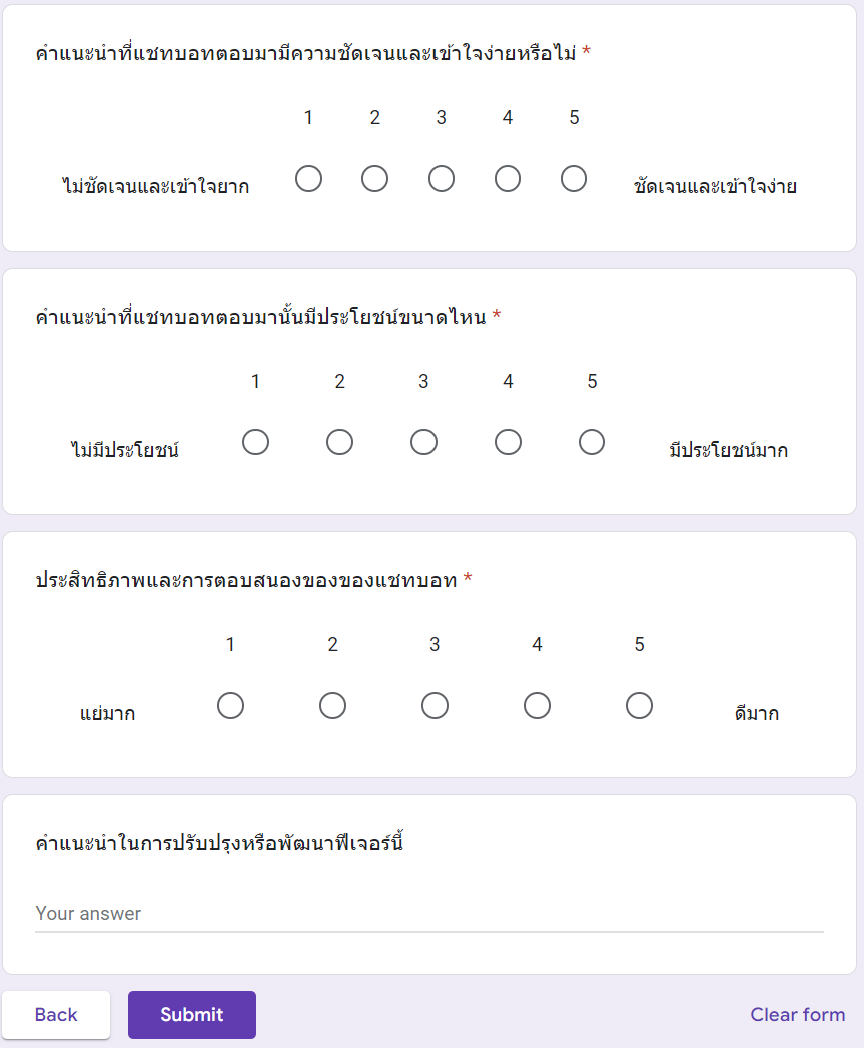 คำแนะนำที่แชทบอทตอบมามีความชัดเจนและเข้าใจง่ายหรือไม่ *
1 2 3 4 5
ไม่ชัดเจนและเข้าใจยาก ชัดเจนและเข้าใจง่าย
คำแนะนำที่แชทบอทตอบมานั้นมีประโยชน์ขนาดไหน *
1 2 3 4 5
ไม่มีประโยชน์ มีประโยชน์มาก
ประสิทธิภาพและการตอบสนองของของแชทบอท *
1 2 3 4 5
แย่มาก ดีมาก
คำแนะนำในการปรับปรุงหรือพัฒนาฟีเจอร์นี้
Your answer
Back Submit Clear form